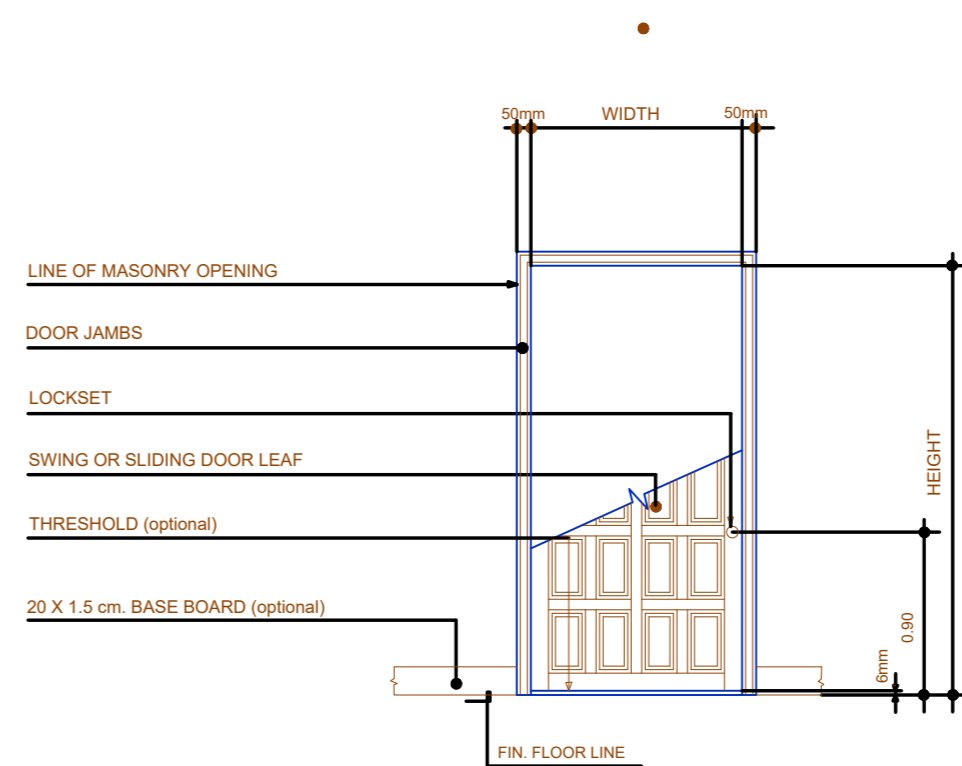 50mm WIDTH 50mm
LINE OF MASONRY OPENING
DOOR JAMBS
LOCKSET
SWING OR SLIDING DOOR LEAF
THRESHOLD (optional)
20 X 1.5 cm. BASE BOARD (optional)
HEIGHT
0.90
6mm
FIN. FLOOR LINE